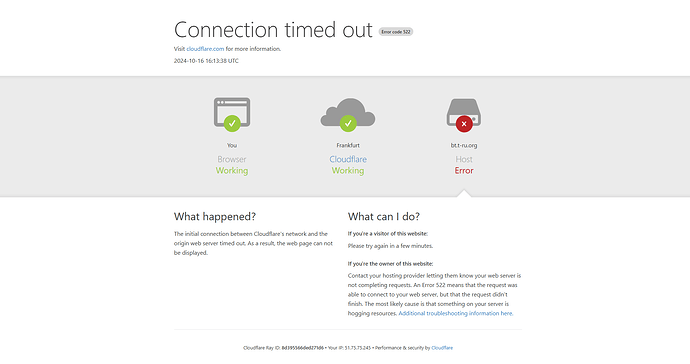 Connection timed out Error code 522
Visit cloudflare.com for more information.
2024-10-16 16:13:38 UTC
You
Browser
Working
Frankfurt
Cloudflare
Working
bt.t-ru.org
Host
Error
What happened?
The initial connection between Cloudflare's network and the
origin web server timed out. As a result, the web page can not
be displayed.
What can I do?
If you're a visitor of this website:
Please try again in a few minutes.
If you're the owner of this website:
Contact your hosting provider letting them know your web server is
not completing requests. An Error 522 means that the request was
able to connect to your web server, but that the request didn't
finish. The most likely cause is that something on your server is
hogging resources. Additional troubleshooting information here.
Cloudflare Ray ID: 8d395566ded271d6 • Your IP: 51.75.75.245 • Performance & security by Cloudflare